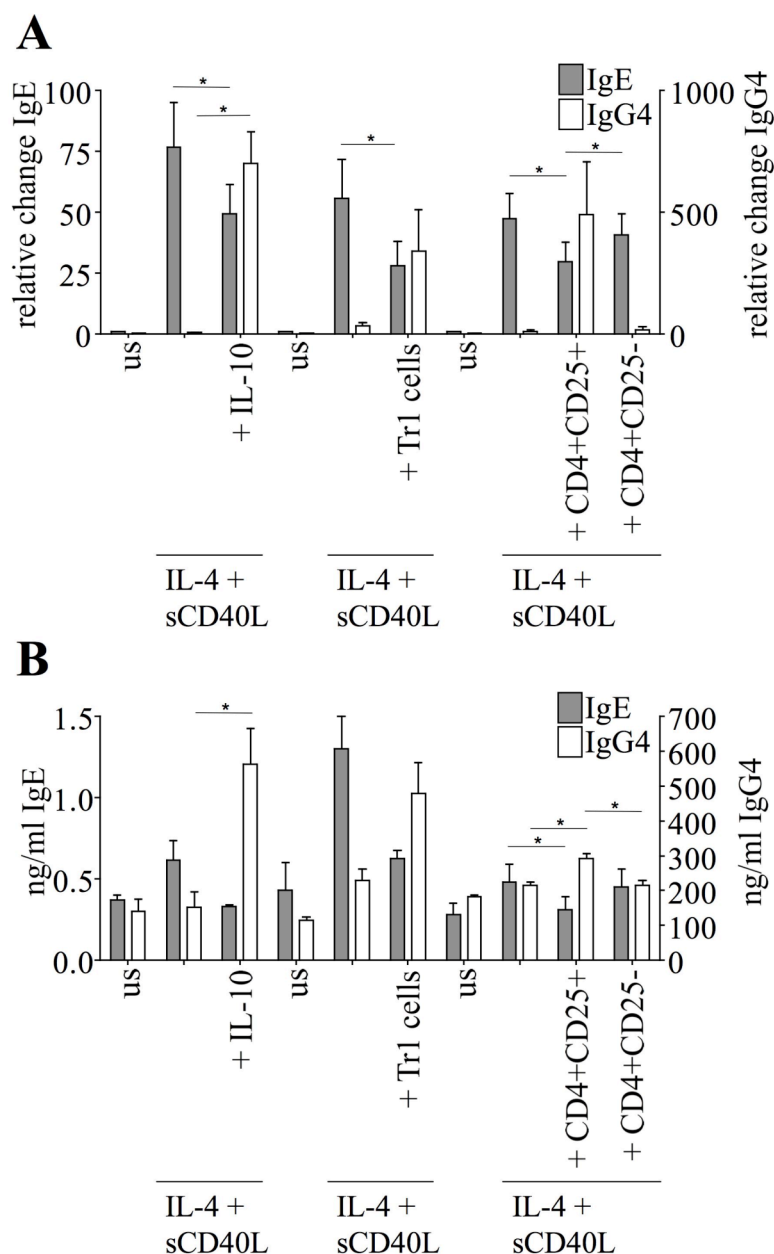 A
relative change IgE
100
75
50
25
0
IgE
IgG4
1000
500
0
relative change IgG4
*
*
*
*
*
us
+ IL-10
us
+ Tr1 cells
us
+ CD4+CD25+
+ CD4+CD25-
IL-4 +
sCD40L
IL-4 +
sCD40L
IL-4 +
sCD40L
B
ng/ml IgE
1.5
1.0
0.5
0.0
IgE
IgG4
700
600
500
400
300
200
100
0
ng/ml IgG4
*
*
*
*
us
+ IL-10
us
+ Tr1 cells
us
+ CD4+CD25+
+ CD4+CD25-
IL-4 +
sCD40L
IL-4 +
sCD40L
IL-4 +
sCD40L